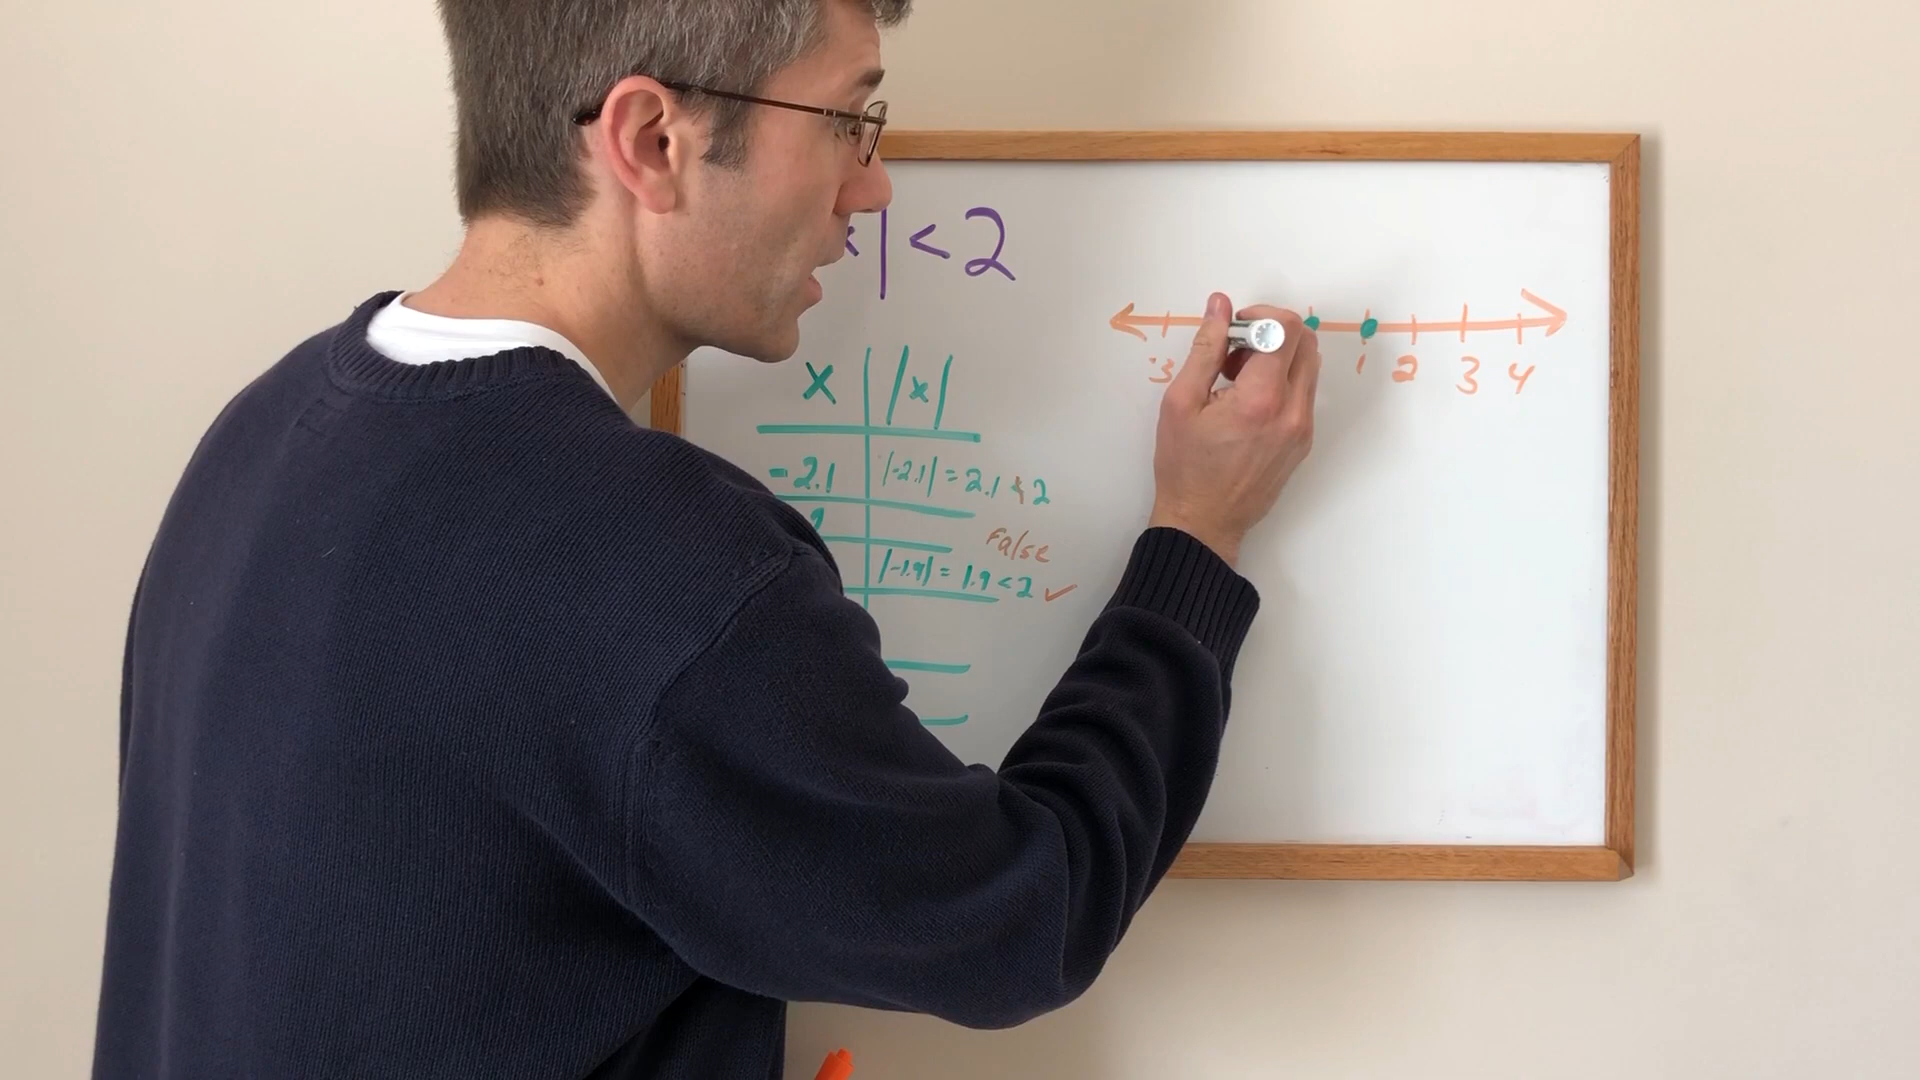 x| < 2
-3 1 2 3 4
x |x|
-2.1 |-2.1| = 2.1 < 2
False
|-1.9| = 1.9 < 2 ✓